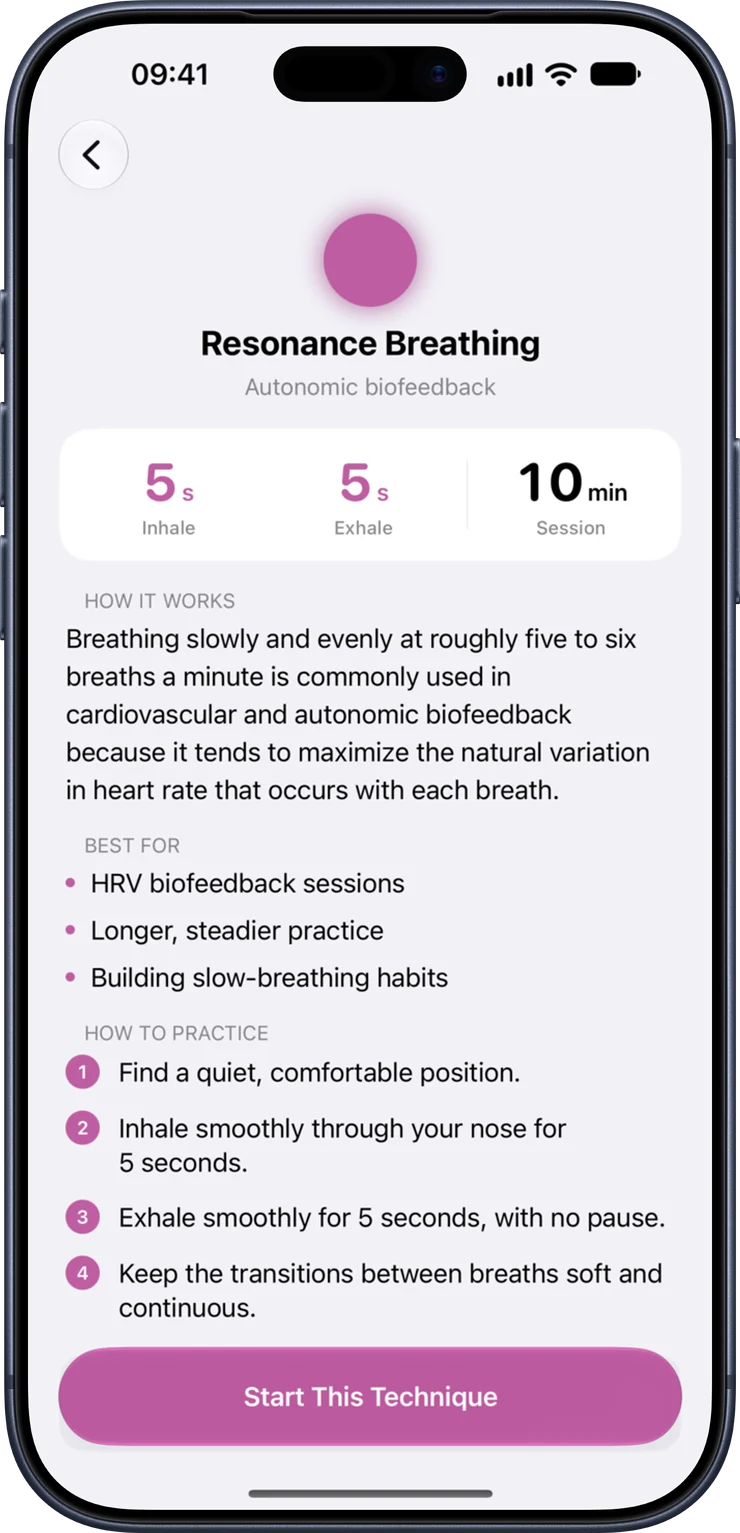 09:41
Resonance Breathing
Autonomic biofeedback
5 s
Inhale
5 s
Exhale
10 min
Session
HOW IT WORKS
Breathing slowly and evenly at roughly five to six
breaths a minute is commonly used in
cardiovascular and autonomic biofeedback
because it tends to maximize the natural variation
in heart rate that occurs with each breath.
BEST FOR
• HRV biofeedback sessions
• Longer, steadier practice
• Building slow-breathing habits
HOW TO PRACTICE
1 Find a quiet, comfortable position.
2 Inhale smoothly through your nose for
5 seconds.
3 Exhale smoothly for 5 seconds, with no pause.
4 Keep the transitions between breaths soft and
continuous.
Start This Technique